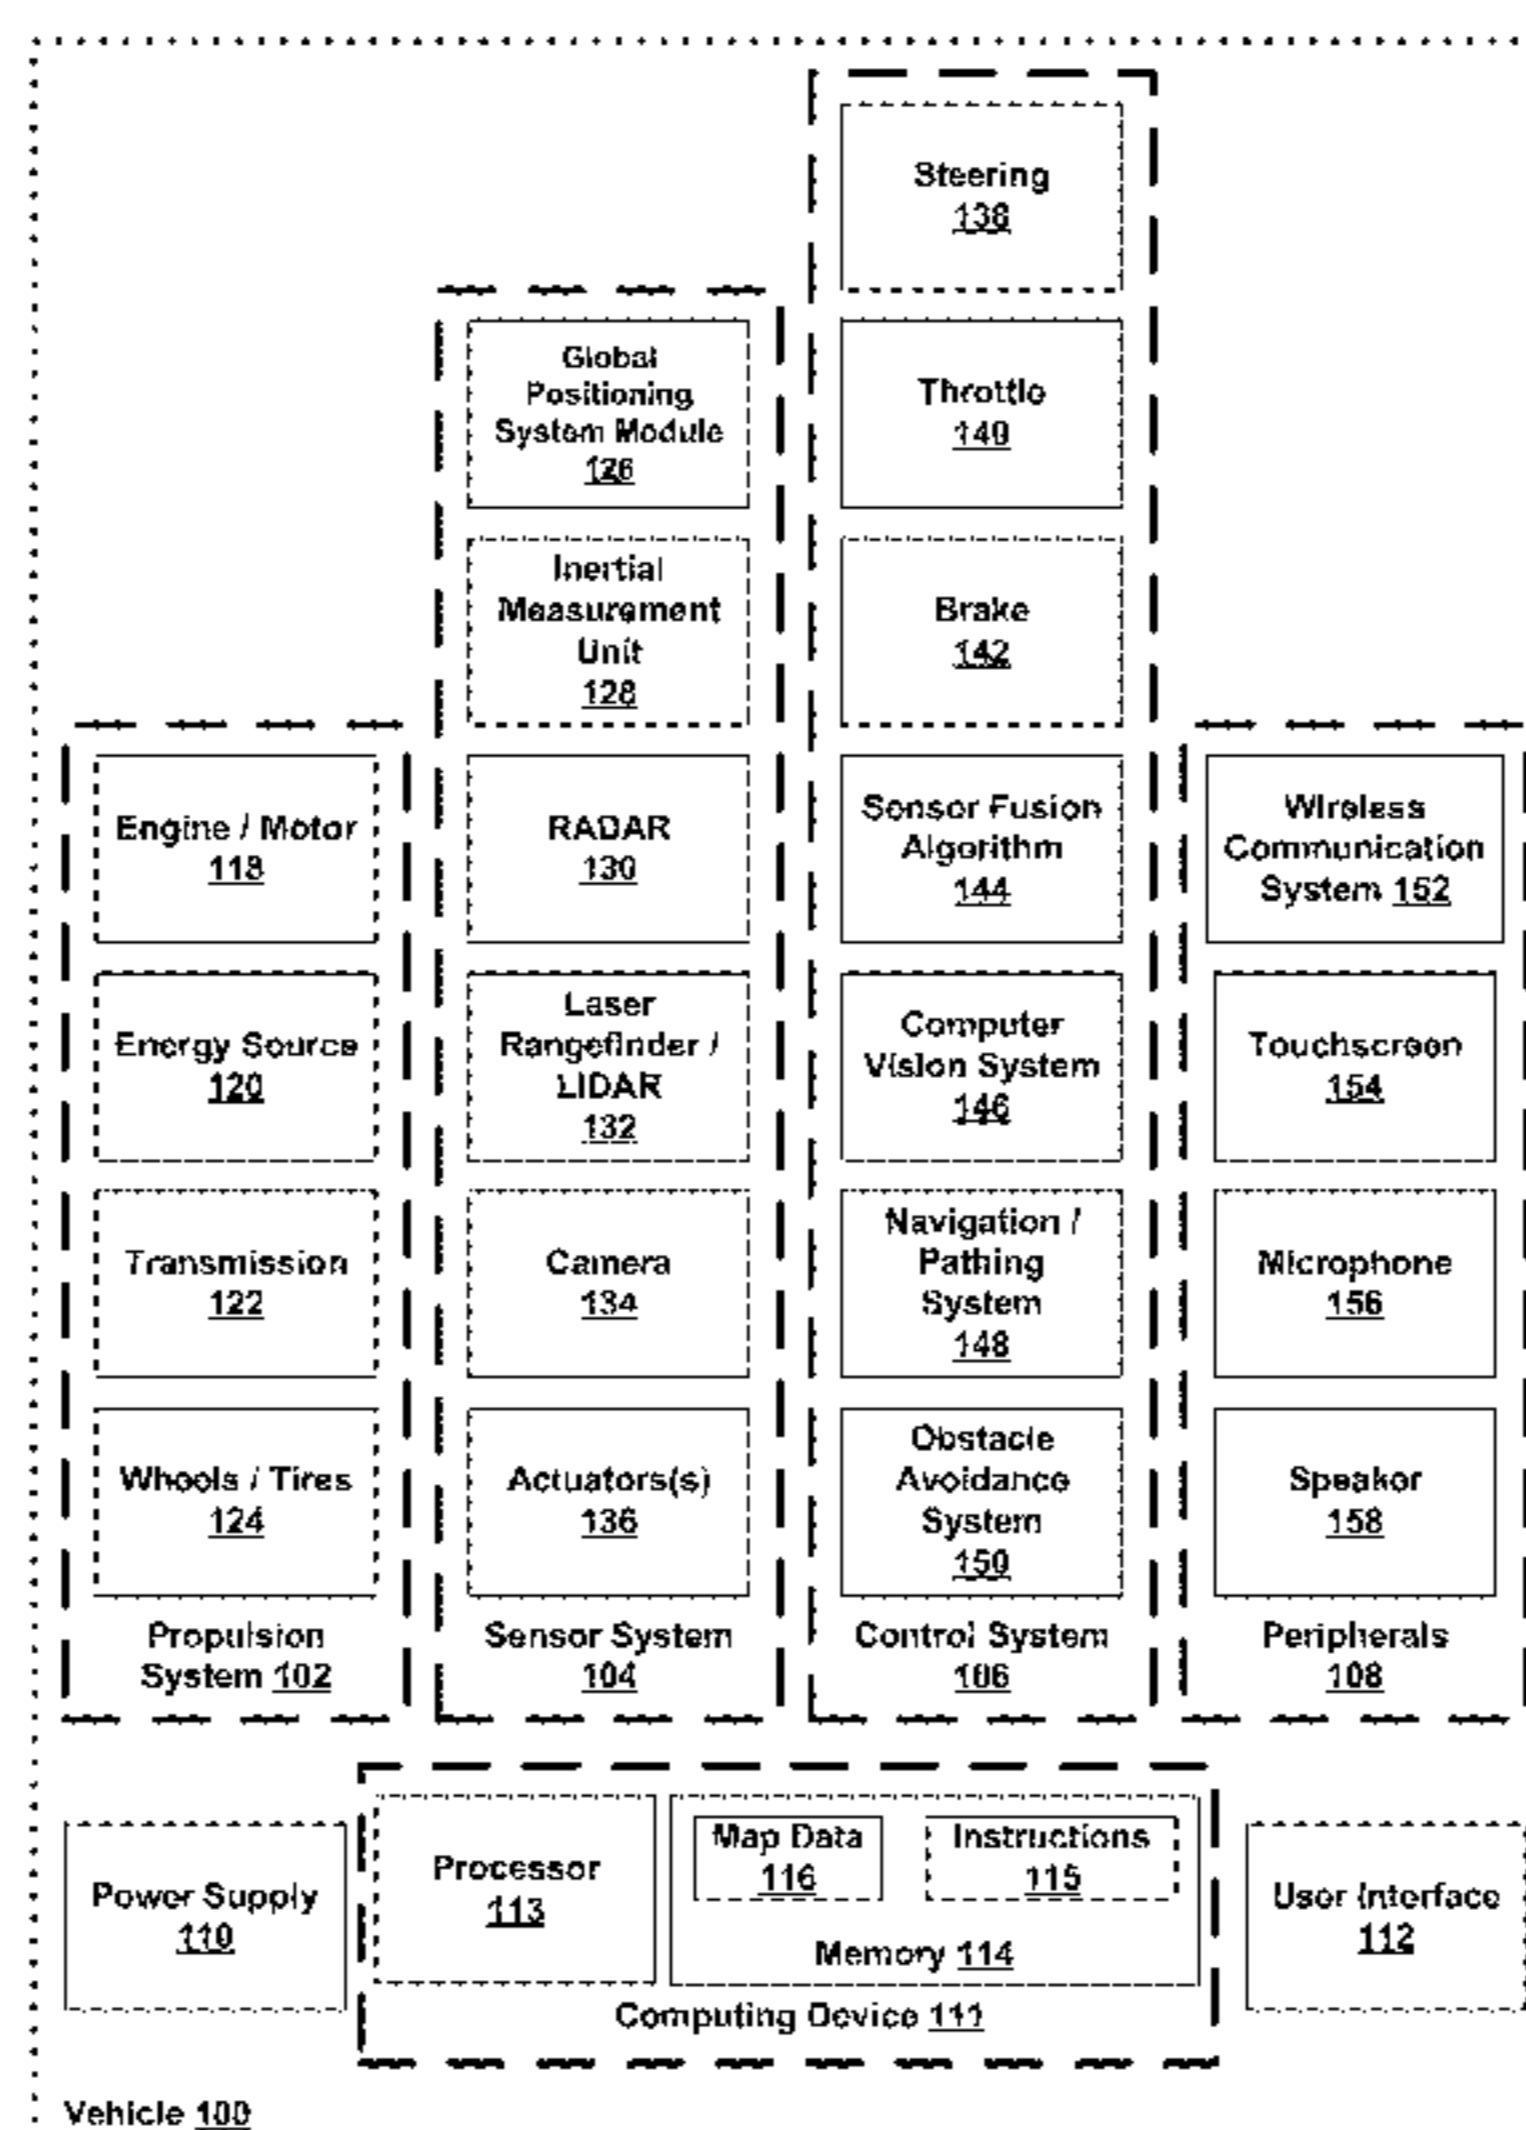 Steering
138
Global
Positioning
System Module
126
Throttle
140
Inertial
Measurement
Unit
128
Brake
142
Engine / Motor
118
RADAR
130
Sensor Fusion
Algorithm
144
Wireless
Communication
System 152
Energy Source
120
Laser
Rangefinder /
LIDAR
132
Computer
Vision System
146
Touchscreen
154
Transmission
122
Camera
134
Navigation /
Pathing
System
148
Microphone
156
Wheels / Tires
124
Actuators(s)
136
Obstacle
Avoidance
System
150
Speaker
158
Propulsion
System 102
Sensor System
104
Control System
106
Peripherals
108
Power Supply
110
Processor
113
Map Data
116
Instructions
115
Memory 114
Computing Device 111
User Interface
112
Vehicle 100